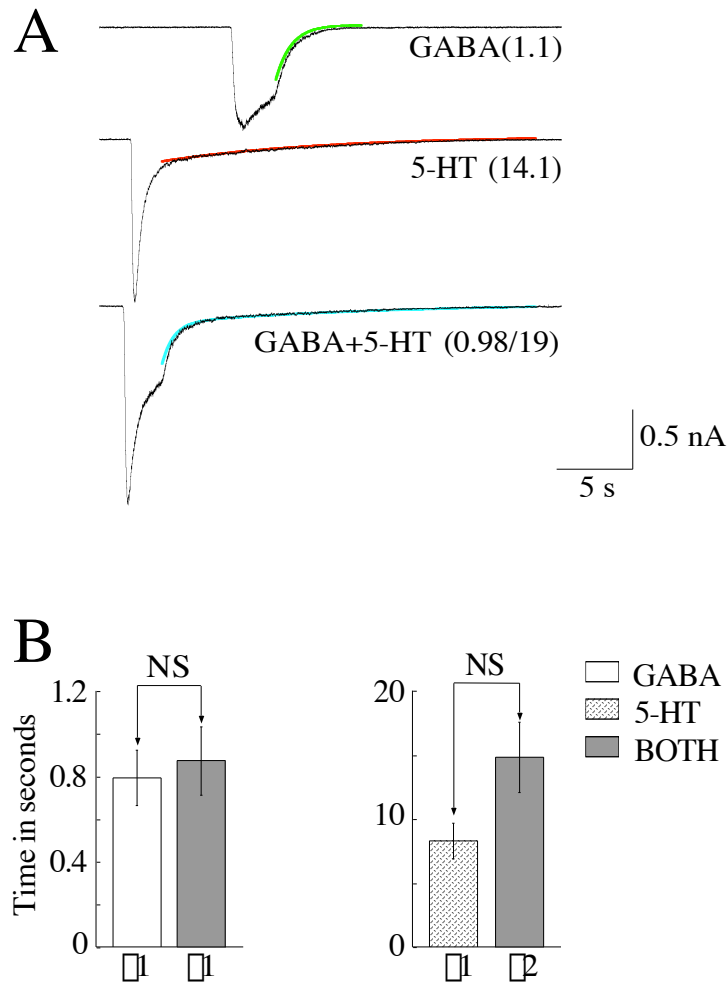 A
GABA(1.1)
5-HT (14.1)
GABA+5-HT (0.98/19)
0.5 nA
5 s
B
NS
NS
1.2
0.8
0.4
0
Time in seconds
□1
□1
20
10
0
□1
□2
GABA
5-HT
BOTH